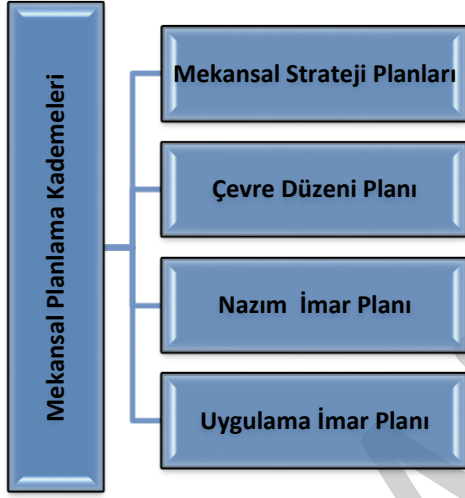 Mekansal Planlama Kademeleri
Mekansal Strateji Planları
Çevre Düzeni Planı
Nazım İmar Planı
Uygulama İmar Planı